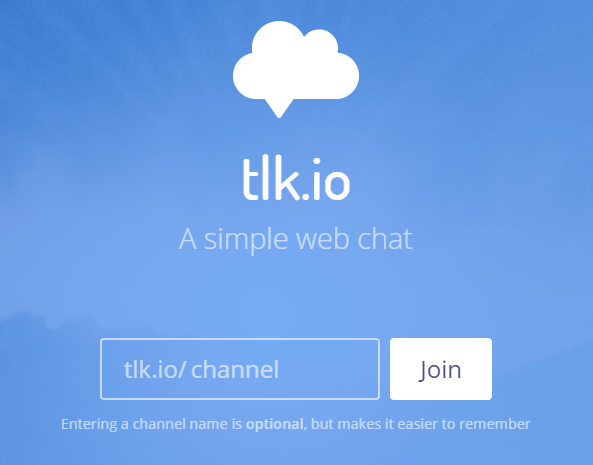 tlk.io
A simple web chat
tlk.io/ channel Join
Entering a channel name is optional, but makes it easier to remember